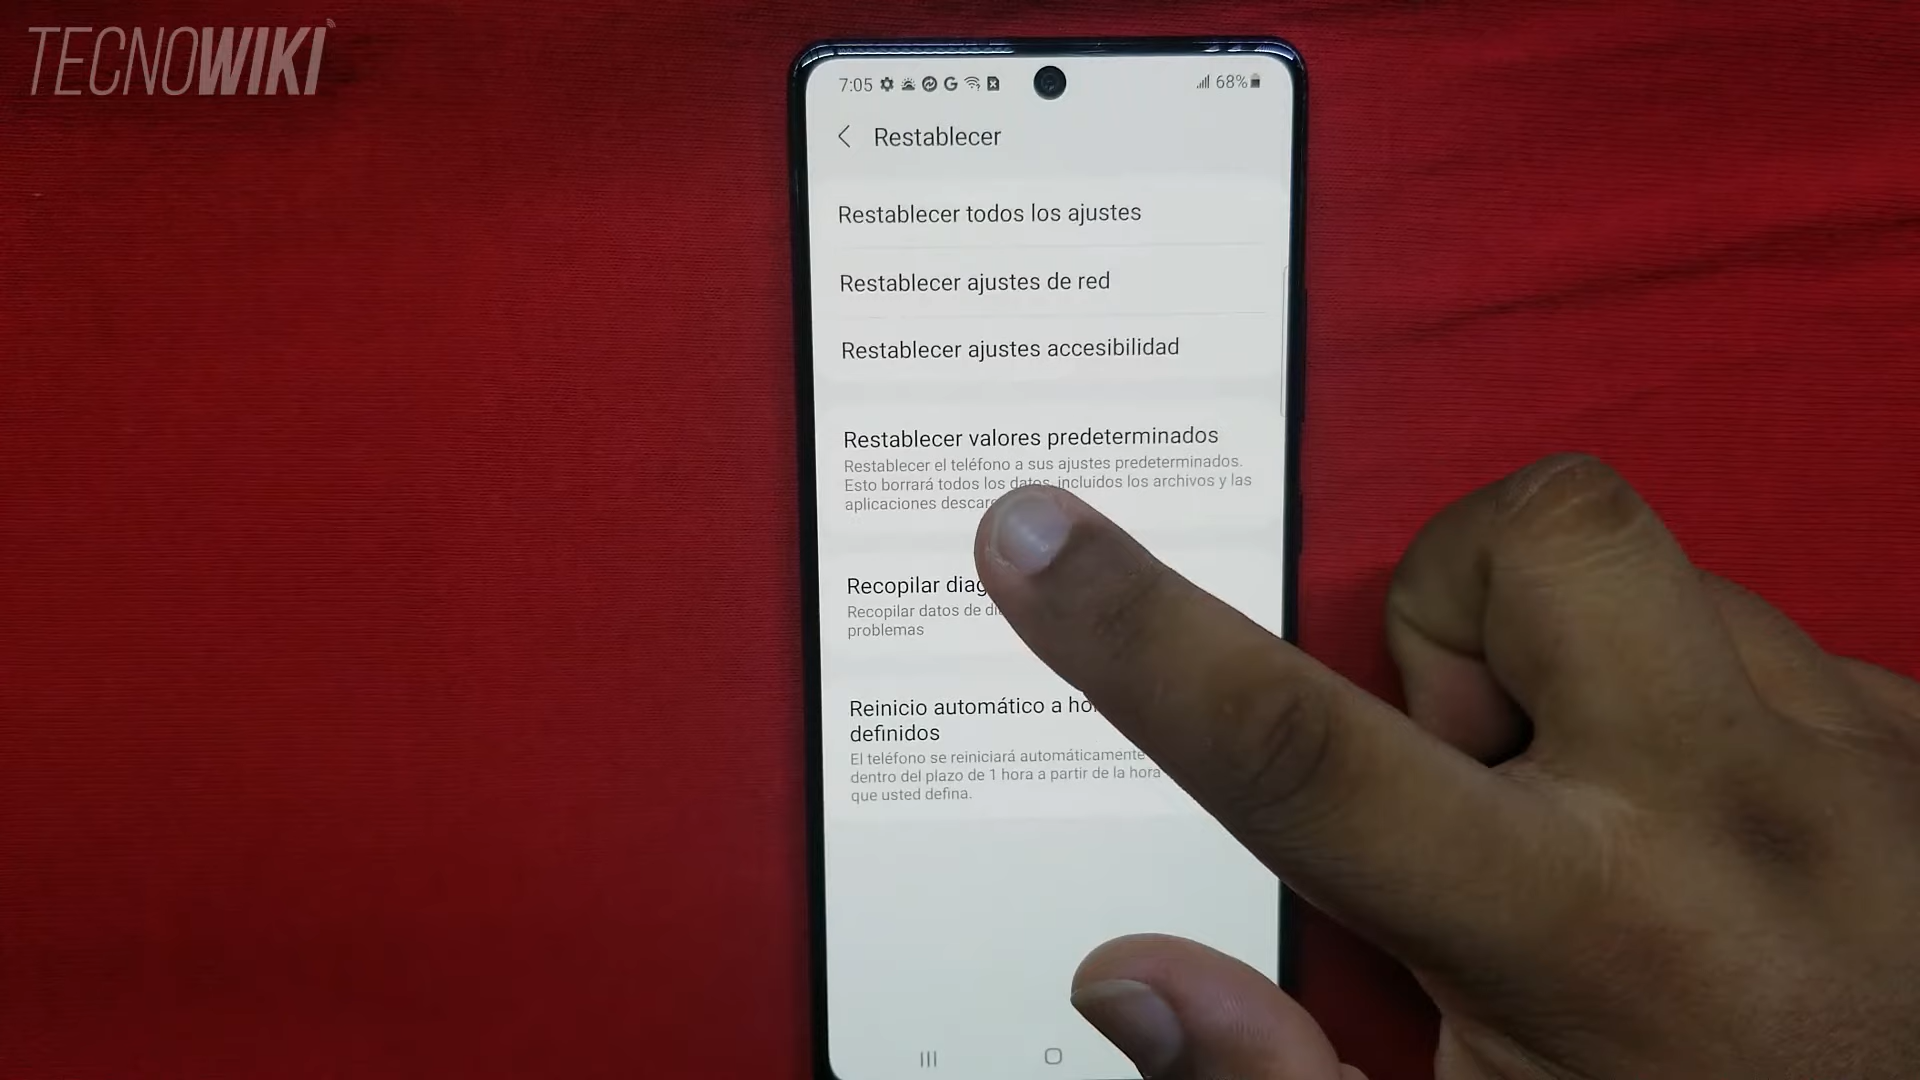 TECNOWIKI
7:05
68%
Restablecer
Restablecer todos los ajustes
Restablecer ajustes de red
Restablecer ajustes accesibilidad
Restablecer valores predeterminados
Restablecer el teléfono a sus ajustes predeterminados.
Esto borrará todos los datos, incluidos los archivos y las
aplicaciones
Recopilar
Recopilar datos de
problemas
Reinicio automático a
definidos
El teléfono se reiniciará automáticamente
dentro del plazo de 1 hora a partir de la hora
que usted defina.